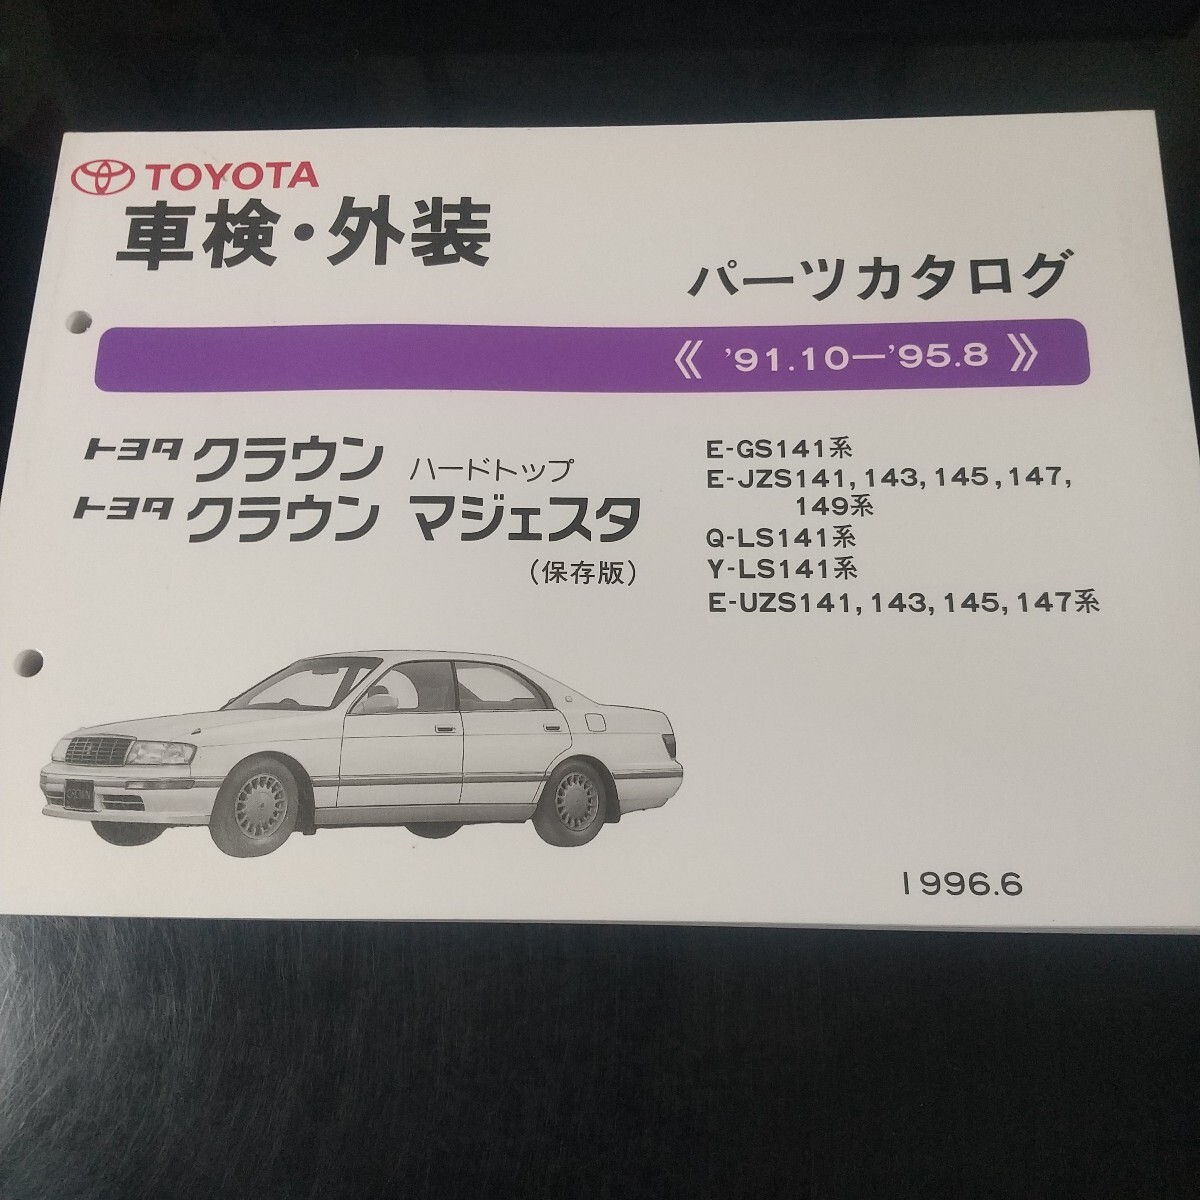 TOYOTA
車検・外装
パーツカタログ
《 '91.10—'95.8 》
トヨタ クラウン ハードトップ
トヨタ クラウン マジェスタ
(保存版)
E-GS141系
E-JZS141, 143, 145, 147,
149系
Q-LS141系
Y-LS141系
E-UZS141, 143, 145, 147系
CROWN
1996.6